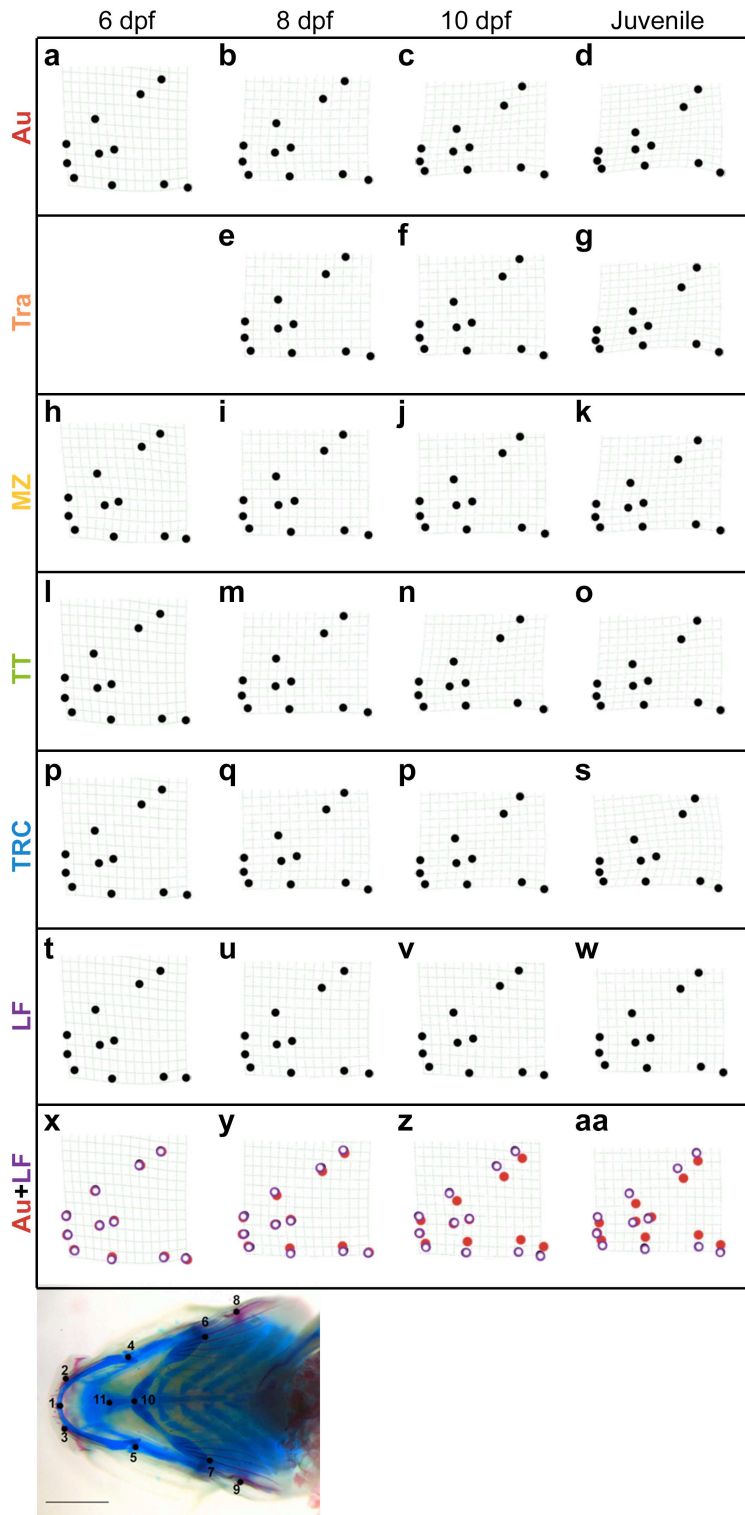 6 dpf 8 dpf 10 dpf Juvenile
a b c d
Au
e f g
Tra
h i j k
MZ
l m n o
TT
p q p s
TRC
t u v w
LF
x y z aa
Au+LF
8
6
4
2
1 11 10
3
5
7
9